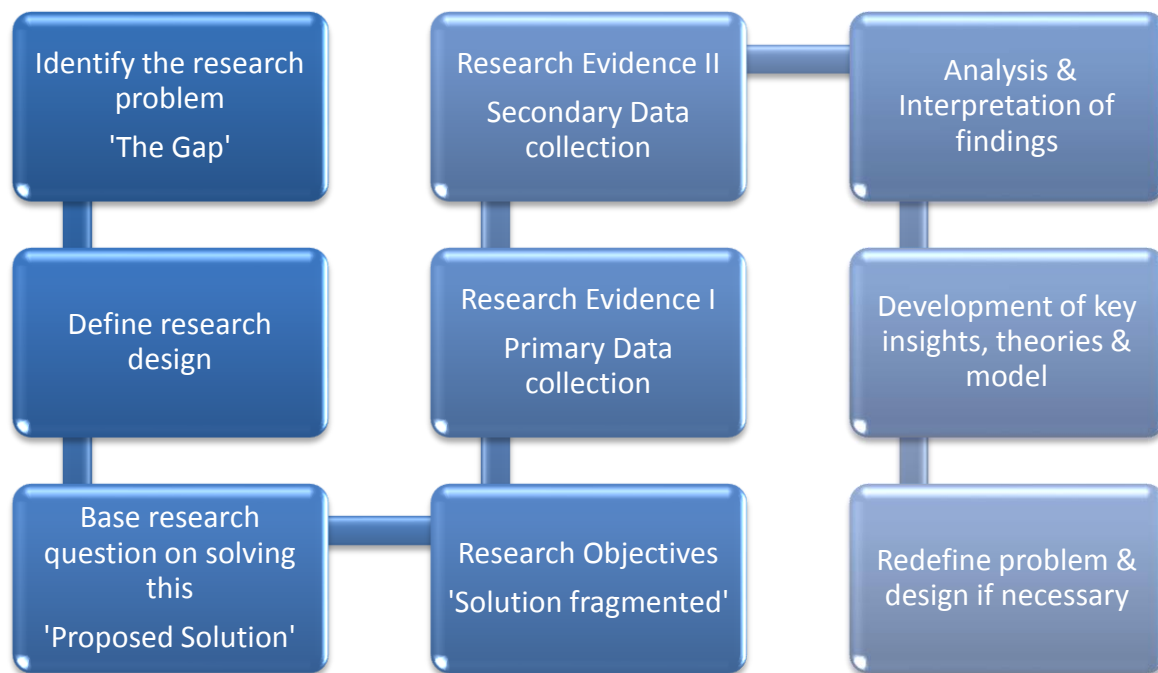 Identify the research
problem
'The Gap'
Define research
design
Base research
question on solving
this
'Proposed Solution'
Research Objectives
'Solution fragmented'
Research Evidence I
Primary Data
collection
Research Evidence II
Secondary Data
collection
Analysis &
Interpretation of
findings
Development of key
insights, theories &
model
Redefine problem &
design if necessary